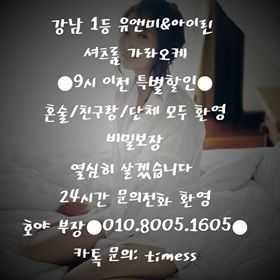 강남 1등 유앤미&아이린
셔츠룸 가라오케
●9시 이전 특별할인●
혼술/친구랑/단체 모두 환영
비밀보장
열심히 살겠습니다
24시간 문의전화 환영
호야 부장●010.8005.1605●
카톡 문의: timess